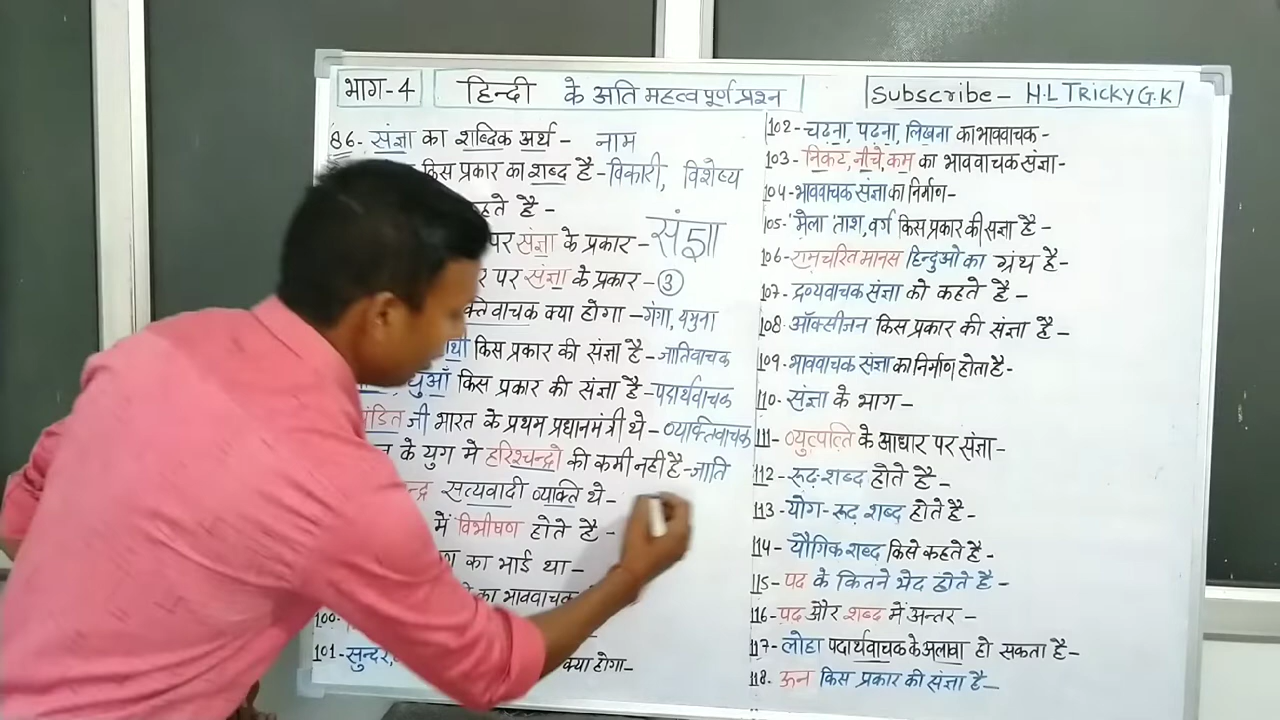 भाग-4
हिन्दी के अति महत्वपूर्ण प्रश्न
Subscribe- H.L TRICKY G.K
86- संज्ञा का शब्दिक अर्थ - नाम
किस प्रकार का शब्द है -विकारी, विशेष्य
हते है -
पर संज्ञा के प्रकार - संज्ञा
र पर संज्ञा के प्रकार - 3
क्तिवाचक क्या होगा -गंगा, यमुना
किस प्रकार की संज्ञा है -जातिवाचक
धुआँ किस प्रकार की संज्ञा है -पदार्थवाचक
पंडित जी भारत के प्रथम प्रधानमंत्री थे - व्यक्तिवाचक
के युग मे हरिश्चन्द्रो की कमी नही है -जाति
न्द्र सत्यवादी व्यक्ति थे -
में विभीषण होते है -
का भाई था -
का भाववाचक
100-
101- सुन्दर, क्या होगा-
102- चढना, पढना, लिखना का भाववाचक -
103- निकट, नीचे, कम का भाववाचक संज्ञा-
104-भाववाचक संज्ञा का निर्माण-
105-'मेला 'ताश, वर्ग किस प्रकार की संज्ञा है -
106-रामचरित मानस हिन्दुओ का ग्रंथ है-
107- द्रव्यवाचक संज्ञा को कहते है -
108-ऑक्सीजन किस प्रकार की संज्ञा है -
109-भाववाचक संज्ञा का निर्माण होता है-
110- संज्ञा के भाग -
111- व्युत्पत्ति के आधार पर संज्ञा-
112-रूढ़-शब्द होते है -
113-योग-रूढ़ शब्द होते है -
114- यौगिक शब्द किसे कहते है -
115- पद के कितने भेद होते है -
116-पद और शब्द में अन्तर -
117-लोहा पदार्थवाचक के अलावा हो सकता है-
118. ऊन किस प्रकार की संज्ञा है-